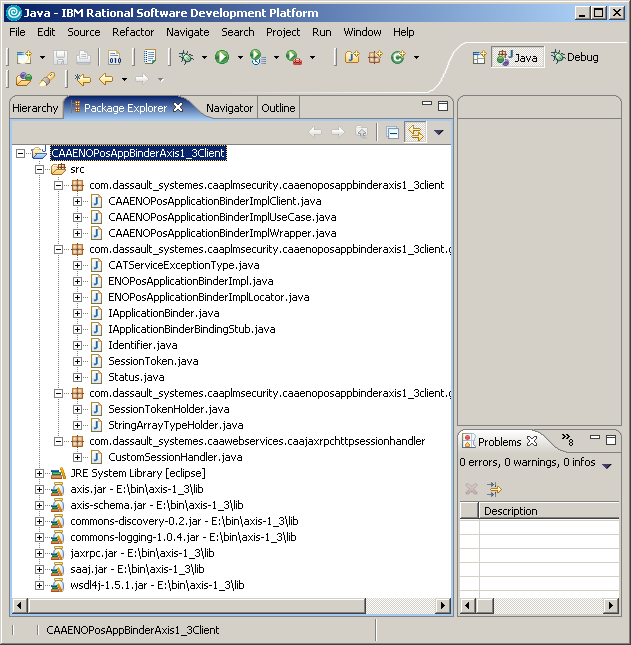 Java - IBM Rational Software Development Platform
File Edit Source Refactor Navigate Search Project Run Window Help
010 Java Debug
Hierarchy Package Explorer Navigator Outline
CAAENOPosAppBinderAxis1_3Client
src
com.dassault_systemes.caaplmsecurity.caaenoposappbinderaxis1_3client
CAAENOPosApplicationBinderImplClient.java
CAAENOPosApplicationBinderImplUseCase.java
CAAENOPosApplicationBinderImplWrapper.java
com.dassault_systemes.caaplmsecurity.caaenoposappbinderaxis1_3client.g
CATServiceExceptionType.java
ENOPosApplicationBinderImpl.java
ENOPosApplicationBinderImplLocator.java
IApplicationBinder.java
IApplicationBinderBindingStub.java
Identifier.java
SessionToken.java
Status.java
com.dassault_systemes.caaplmsecurity.caaenoposappbinderaxis1_3client.g
SessionTokenHolder.java
StringArrayTypeHolder.java
com.dassault_systemes.caawebservices.caajaxrpchttpsessionhandler
CustomSessionHandler.java
JRE System Library [eclipse]
axis.jar - E:\bin\axis-1_3\lib
axis-schema.jar - E:\bin\axis-1_3\lib
commons-discovery-0.2.jar - E:\bin\axis-1_3\lib
commons-logging-1.0.4.jar - E:\bin\axis-1_3\lib
jaxrpc.jar - E:\bin\axis-1_3\lib
saaj.jar - E:\bin\axis-1_3\lib
wsdl4j-1.5.1.jar - E:\bin\axis-1_3\lib
Problems »8
0 errors, 0 warnings, 0 infos
Description
CAAENOPosAppBinderAxis1_3Client